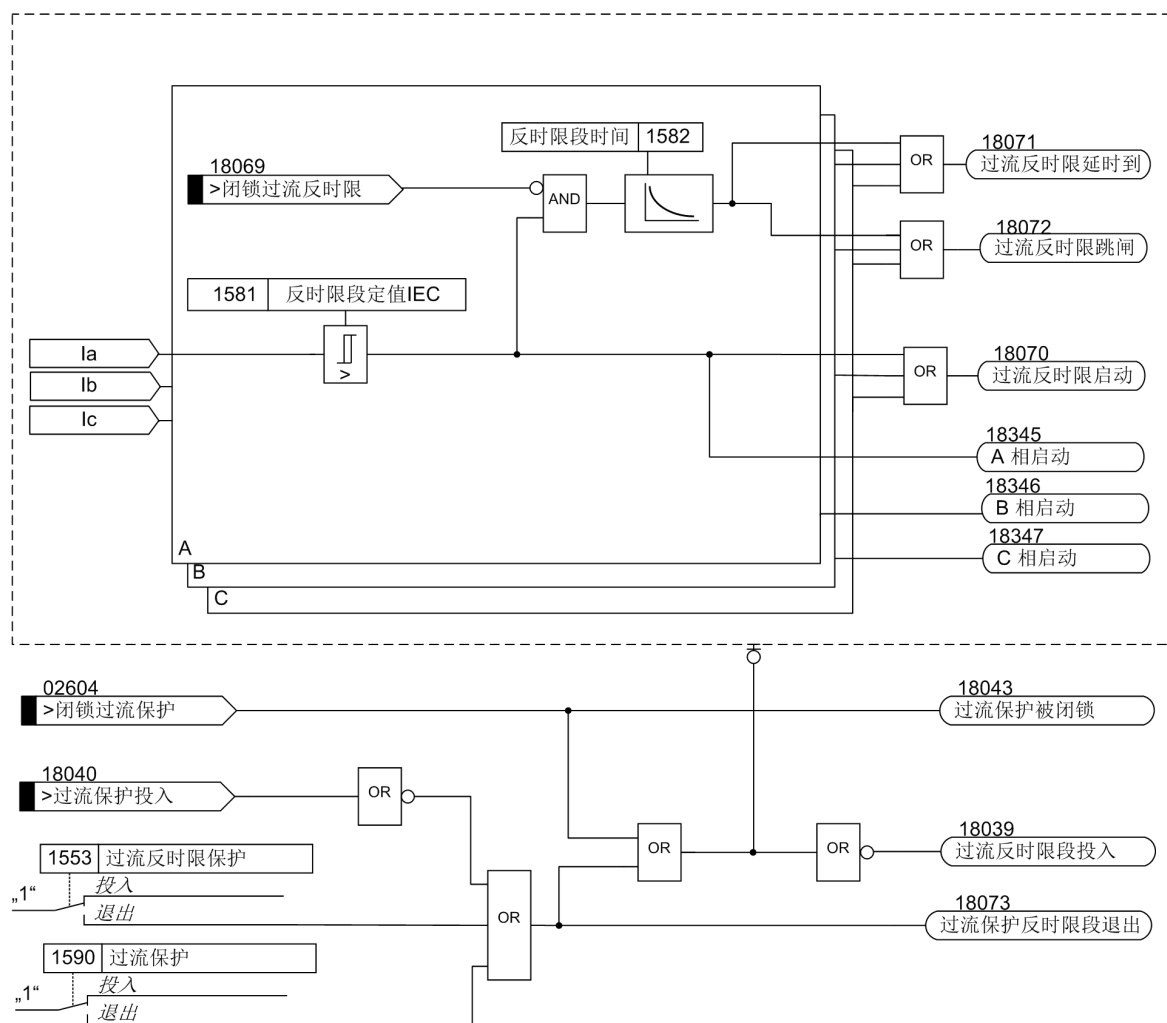 反时限段时间 1582
18069
>闭锁过流反时限
AND
OR
18071
过流反时限延时到
OR
18072
过流反时限跳闸
1581 反时限段定值IEC
>
Ia
Ib
Ic
OR
18070
过流反时限启动
18345
A 相启动
18346
B 相启动
18347
C 相启动
A
B
C
02604
>闭锁过流保护
18043
过流保护被闭锁
18040
>过流保护投入
OR
1553 过流反时限保护
投入
„1“
退出
OR
OR
18039
过流反时限段投入
OR
18073
过流保护反时限段退出
1590 过流保护
投入
„1“
退出